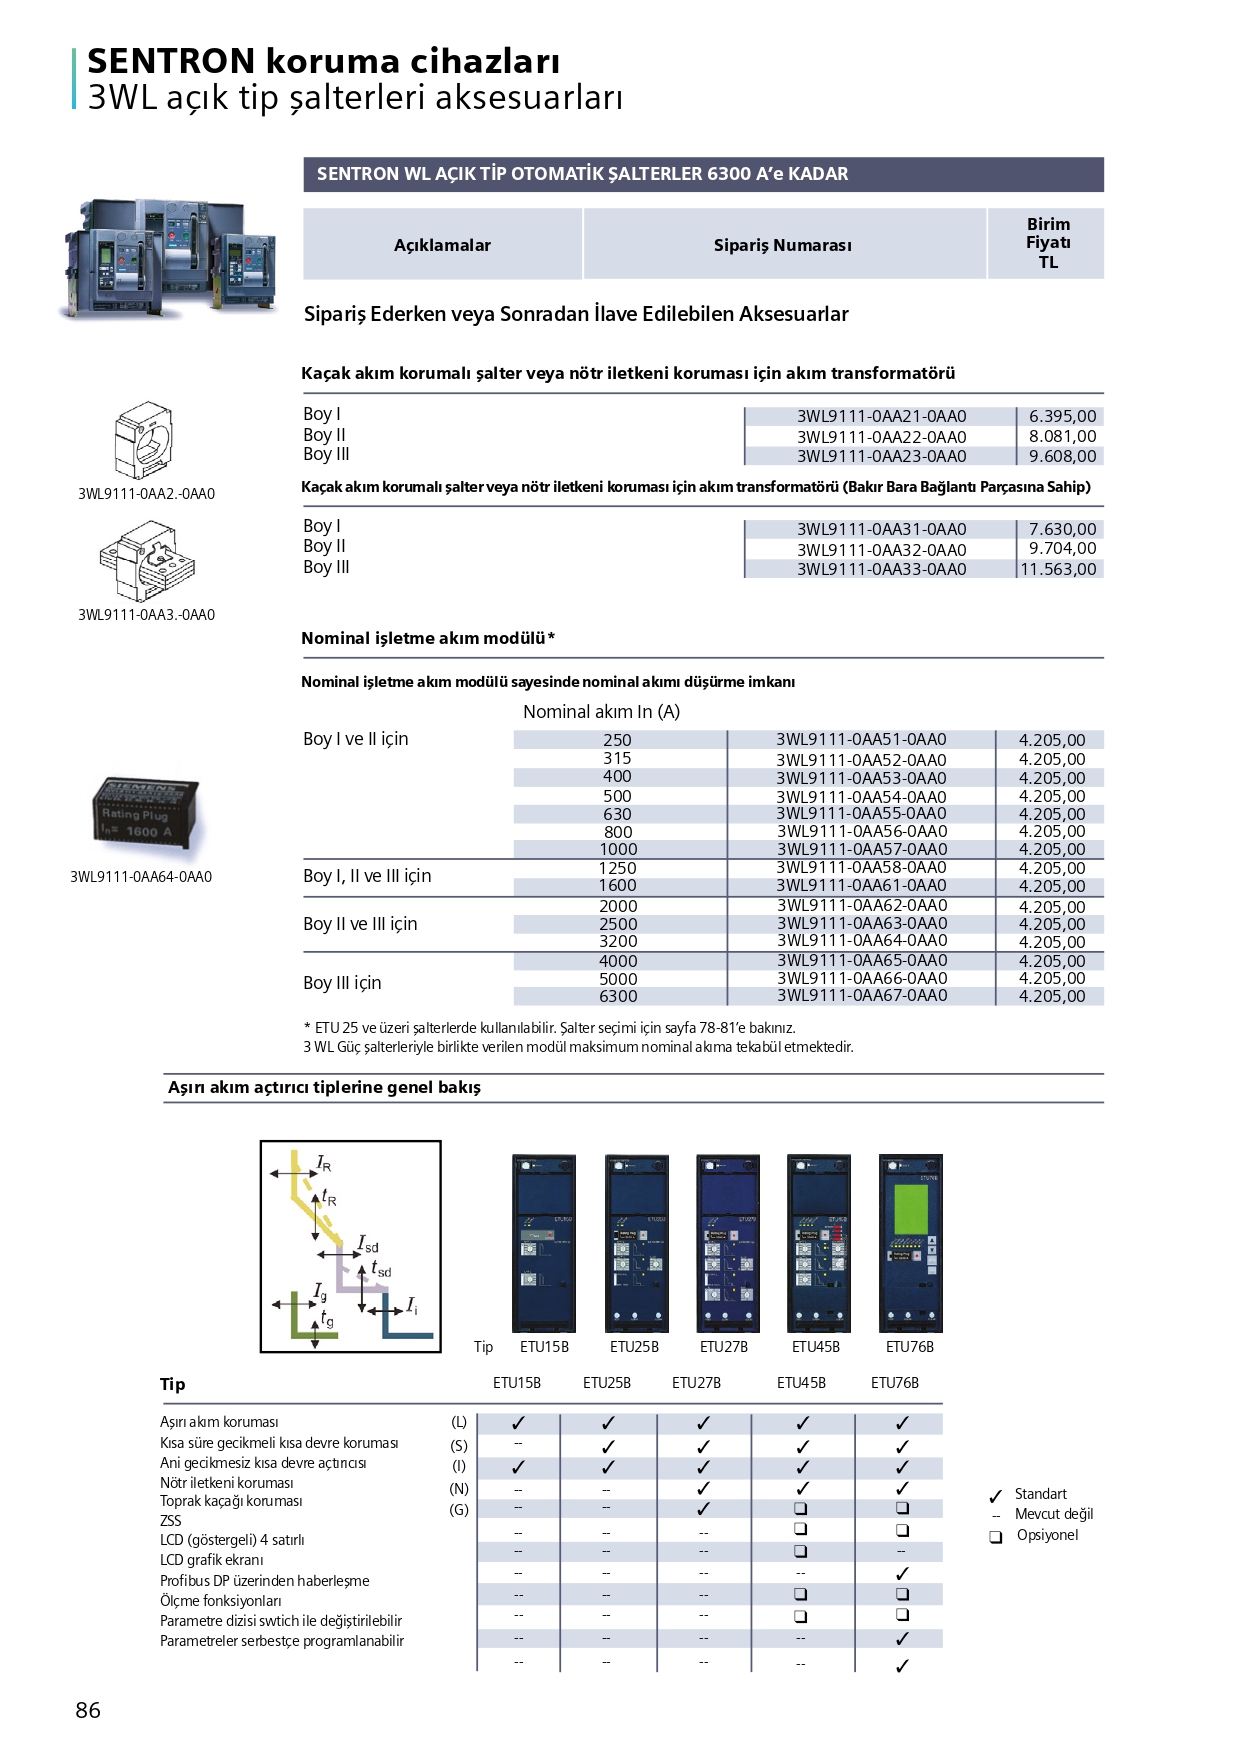 SENTRON koruma cihazları
3WL açık tip şalterleri aksesuarları
SENTRON WL AÇIK TİP OTOMATİK ŞALTERLER 6300 A’e KADAR
Açıklamalar Sipariş Numarası Birim Fiyatı TL
Sipariş Ederken veya Sonradan İlave Edilebilen Aksesuarlar
Kaçak akım korumalı şalter veya nötr iletkeni koruması için akım transformatörü
Boy I 3WL9111-0AA21-0AA0 6.395,00
Boy II 3WL9111-0AA22-0AA0 8.081,00
Boy III 3WL9111-0AA23-0AA0 9.608,00
3WL9111-0AA2.-0AA0
Kaçak akım korumalı şalter veya nötr iletkeni koruması için akım transformatörü (Bakır Bara Bağlantı Parçasına Sahip)
Boy I 3WL9111-0AA31-0AA0 7.630,00
Boy II 3WL9111-0AA32-0AA0 9.704,00
Boy III 3WL9111-0AA33-0AA0 11.563,00
3WL9111-0AA3.-0AA0
Nominal işletme akım modülü*
Nominal işletme akım modülü sayesinde nominal akımı düşürme imkanı
Nominal akım In (A)
Boy I ve II için 250 3WL9111-0AA51-0AA0 4.205,00
315 3WL9111-0AA52-0AA0 4.205,00
400 3WL9111-0AA53-0AA0 4.205,00
500 3WL9111-0AA54-0AA0 4.205,00
630 3WL9111-0AA55-0AA0 4.205,00
800 3WL9111-0AA56-0AA0 4.205,00
1000 3WL9111-0AA57-0AA0 4.205,00
SIEMENS
Rating Plug
In= 1600 A
3WL9111-0AA64-0AA0
Boy I, II ve III için 1250 3WL9111-0AA58-0AA0 4.205,00
1600 3WL9111-0AA61-0AA0 4.205,00
2000 3WL9111-0AA62-0AA0 4.205,00
Boy II ve III için 2500 3WL9111-0AA63-0AA0 4.205,00
3200 3WL9111-0AA64-0AA0 4.205,00
4000 3WL9111-0AA65-0AA0 4.205,00
Boy III için 5000 3WL9111-0AA66-0AA0 4.205,00
6300 3WL9111-0AA67-0AA0 4.205,00
* ETU 25 ve üzeri şalterlerde kullanılabilir. Şalter seçimi için sayfa 78-81’e bakınız.
3 WL Güç şalterleriyle birlikte verilen modül maksimum nominal akıma tekabül etmektedir.
Aşırı akım açtırıcı tiplerine genel bakış
IR
tR
Isd
tsd
Ig
Ii
tg
Tip ETU15B ETU25B ETU27B ETU45B ETU76B
Tip ETU15B ETU25B ETU27B ETU45B ETU76B
Aşırı akım koruması (L) ✓ ✓ ✓ ✓ ✓
Kısa süre gecikmeli kısa devre koruması (S) -- ✓ ✓ ✓ ✓
Ani gecikmesiz kısa devre açtırıcısı (I) ✓ ✓ ✓ ✓ ✓
Nötr iletkeni koruması (N) -- -- ✓ ✓ ✓
Toprak kaçağı koruması (G) -- -- ✓ ❏ ❏
ZSS -- -- -- ❏ ❏
LCD (göstergeli) 4 satırlı -- -- -- ❏ --
LCD grafik ekranı -- -- -- -- ✓
Profibus DP üzerinden haberleşme -- -- -- ❏ ❏
Ölçme fonksiyonları -- -- -- ❏ ❏
Parametre dizisi swtich ile değiştirilebilir -- -- -- -- ✓
Parametreler serbestçe programlanabilir -- -- -- -- ✓
✓ Standart
-- Mevcut değil
❏ Opsiyonel
86